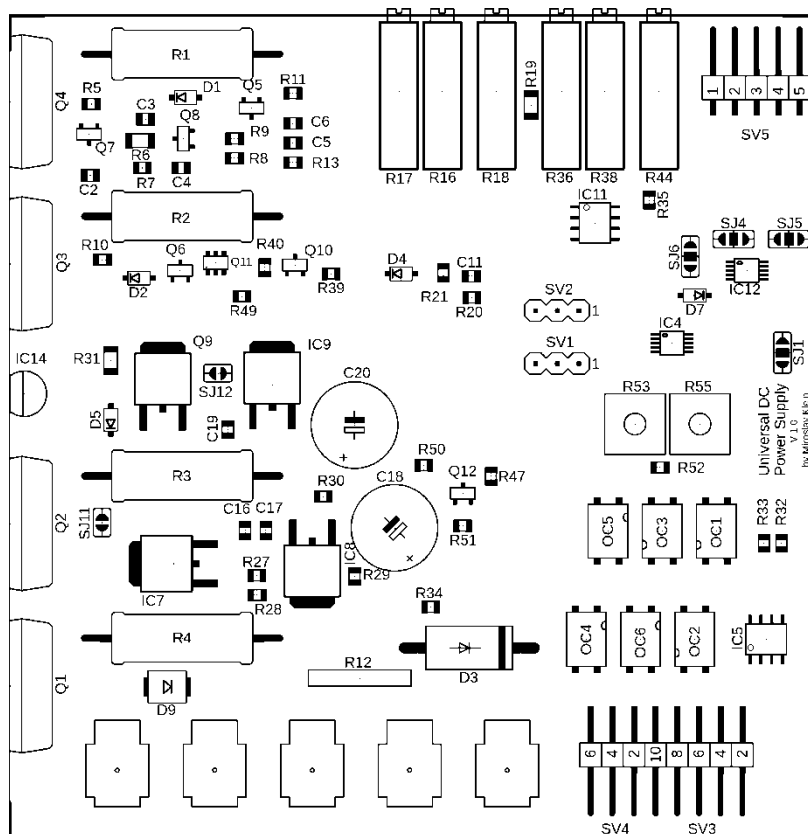 R1
D1
Q5
R11
R5
Q4
C3
Q8
Q7
R6
R9
C6
C5
R8
R13
C2
R7
C4
R19
R17
R16
R18
R36
R38
R44
1
2
3
4
5
SV5
R2
IC11
R35
SJ4
SJ5
SJ6
IC12
D7
Q3
R10
Q6
Q11
R40
Q10
D2
R49
R39
D4
R21
C11
R20
SV2
1
SV1
1
IC4
SJ1
R31
Q9
IC9
IC14
SJ12
C20
D5
C19
+
R53
R55
Universal DC
Power Supply
V 1.0
by Miroslav Klein
R3
R50
Q12
R47
R52
R30
C18
C16
C17
R51
Q2
SJ11
IC7
IC8
R27
R28
R29
R34
OC5
OC3
OC1
R33
R32
R4
OC4
OC6
OC2
IC5
Q1
D9
R12
D3
6
4
2
10
8
6
4
2
SV4
SV3